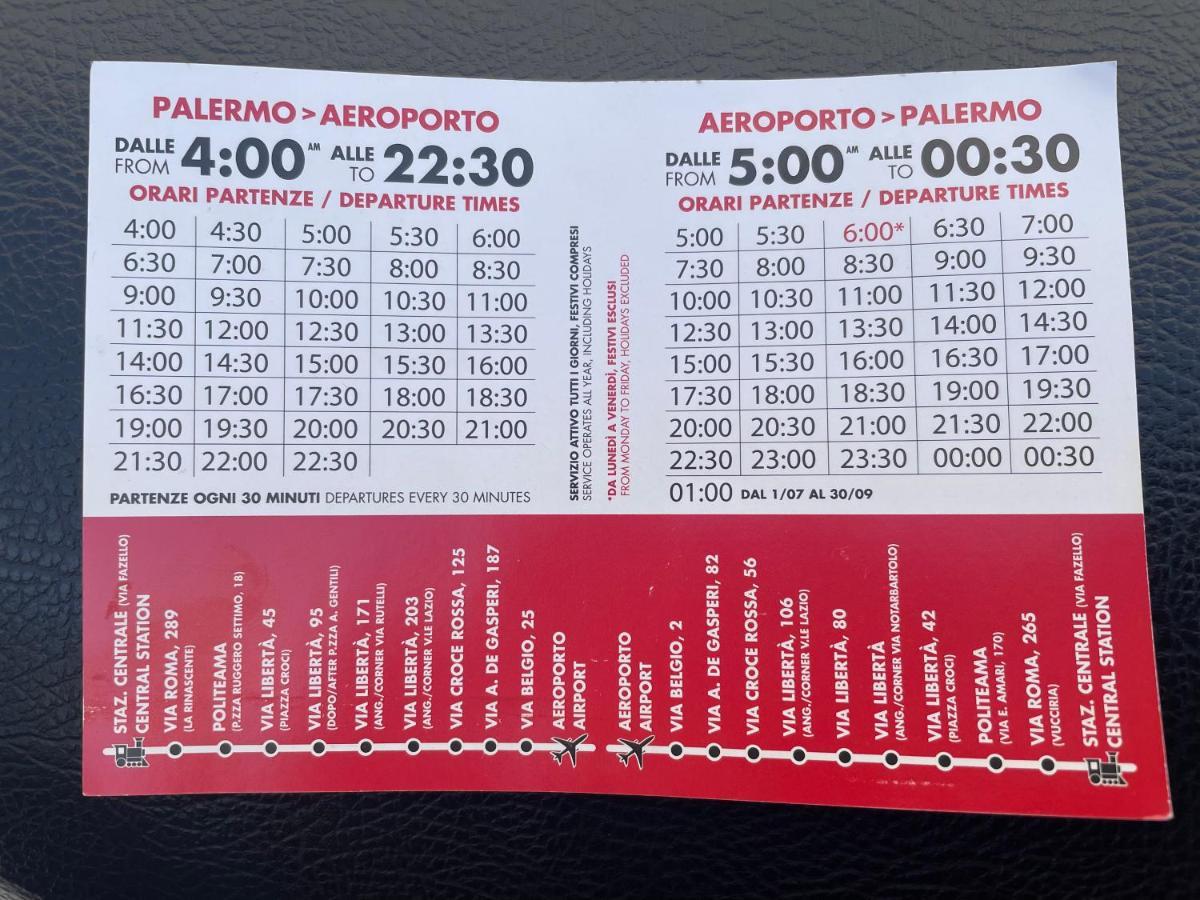 PALERMO > AEROPORTO
DALLE FROM 4:00 AM ALLE TO 22:30
ORARI PARTENZE / DEPARTURE TIMES
4:00 4:30 5:00 5:30 6:00
6:30 7:00 7:30 8:00 8:30
9:00 9:30 10:00 10:30 11:00
11:30 12:00 12:30 13:00 13:30
14:00 14:30 15:00 15:30 16:00
16:30 17:00 17:30 18:00 18:30
19:00 19:30 20:00 20:30 21:00
21:30 22:00 22:30
PARTENZE OGNI 30 MINUTI DEPARTURES EVERY 30 MINUTES
SERVIZIO ATTIVO TUTTI I GIORNI, FESTIVI COMPRESI
SERVICE OPERATES ALL YEAR, INCLUDING HOLIDAYS
*DA LUNEDÌ A VENERDÌ, FESTIVI ESCLUSI
FROM MONDAY TO FRIDAY, HOLIDAYS EXCLUDED
AEROPORTO > PALERMO
DALLE FROM 5:00 AM ALLE TO 00:30
ORARI PARTENZE / DEPARTURE TIMES
5:00 5:30 6:00* 6:30 7:00
7:30 8:00 8:30 9:00 9:30
10:00 10:30 11:00 11:30 12:00
12:30 13:00 13:30 14:00 14:30
15:00 15:30 16:00 16:30 17:00
17:30 18:00 18:30 19:00 19:30
20:00 20:30 21:00 21:30 22:00
22:30 23:00 23:30 00:00 00:30
01:00 DAL 1/07 AL 30/09
STAZ. CENTRALE (VIA FAZELLO)
CENTRAL STATION
VIA ROMA, 289
(LA RINASCENTE)
POLITEAMA
(P.ZZA RUGGERO SETTIMO, 18)
VIA LIBERTÀ, 45
(PIAZZA CROCI)
VIA LIBERTÀ, 95
(DOPO/AFTER P.ZZA A. GENTILI)
VIA LIBERTÀ, 171
(ANG./CORNER VIA RUTELLI)
VIA LIBERTÀ, 203
(ANG./CORNER V.LE LAZIO)
VIA CROCE ROSSA, 125
VIA A. DE GASPERI, 187
VIA BELGIO, 25
AEROPORTO
AIRPORT
AEROPORTO
AIRPORT
VIA BELGIO, 2
VIA A. DE GASPERI, 82
VIA CROCE ROSSA, 56
VIA LIBERTÀ, 106
(ANG./CORNER V.LE LAZIO)
VIA LIBERTÀ, 80
VIA LIBERTÀ
(ANG./CORNER VIA NOTARBARTOLO)
VIA LIBERTÀ, 42
(PIAZZA CROCI)
POLITEAMA
(VIA E. AMARI, 170)
VIA ROMA, 265
(VUCCIRIA)
STAZ. CENTRALE (VIA FAZELLO)
CENTRAL STATION